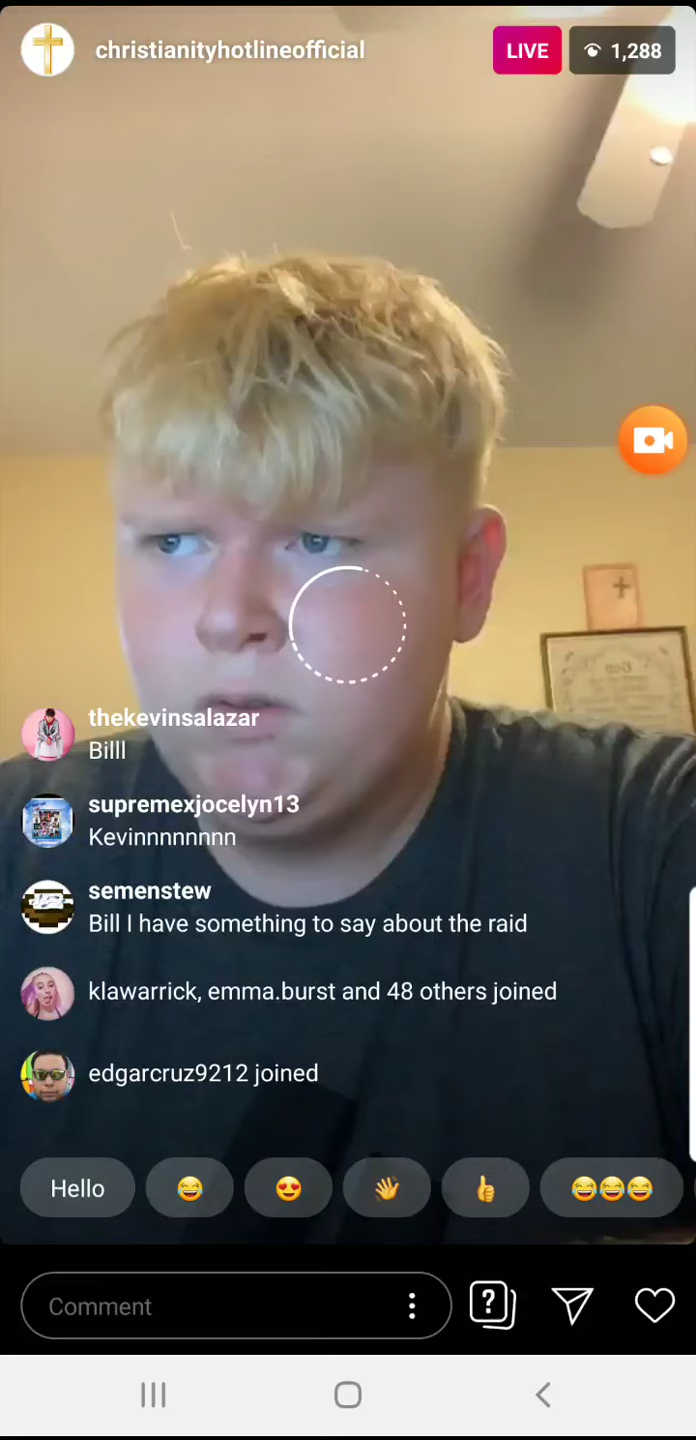 christianityhotlineofficial
LIVE
1,288
thekevinsalazar
Billl
supremexjocelyn13
Kevinnnnnnnn
semenstew
Bill I have something to say about the raid
klawarrick, emma.burst and 48 others joined
edgarcruz9212 joined
Hello
Comment